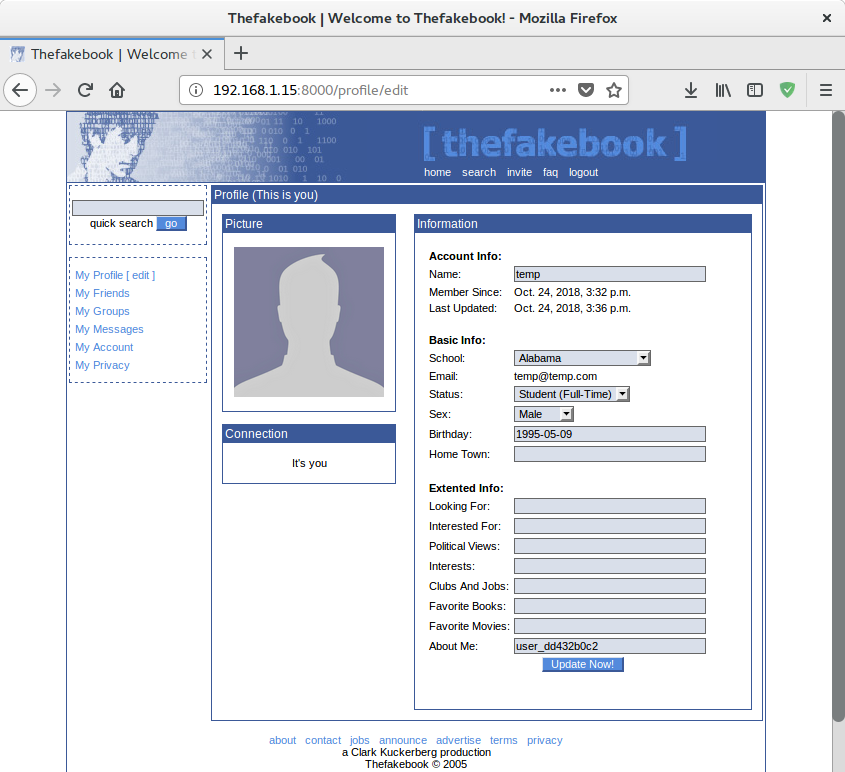 Thefakebook | Welcome to Thefakebook! - Mozilla Firefox
Thefakebook | Welcome
192.168.1.15:8000/profile/edit
[ thefakebook ]
home search invite faq logout
quick search go
My Profile [ edit ]
My Friends
My Groups
My Messages
My Account
My Privacy
Profile (This is you)
Picture
Connection
It's you
Information
Account Info:
Name: temp
Member Since: Oct. 24, 2018, 3:32 p.m.
Last Updated: Oct. 24, 2018, 3:36 p.m.
Basic Info:
School: Alabama
Email: temp@temp.com
Status: Student (Full-Time)
Sex: Male
Birthday: 1995-05-09
Home Town:
Extented Info:
Looking For:
Interested For:
Political Views:
Interests:
Clubs And Jobs:
Favorite Books:
Favorite Movies:
About Me: user_dd432b0c2
Update Now!
about contact jobs announce advertise terms privacy
a Clark Kuckerberg production
Thefakebook © 2005